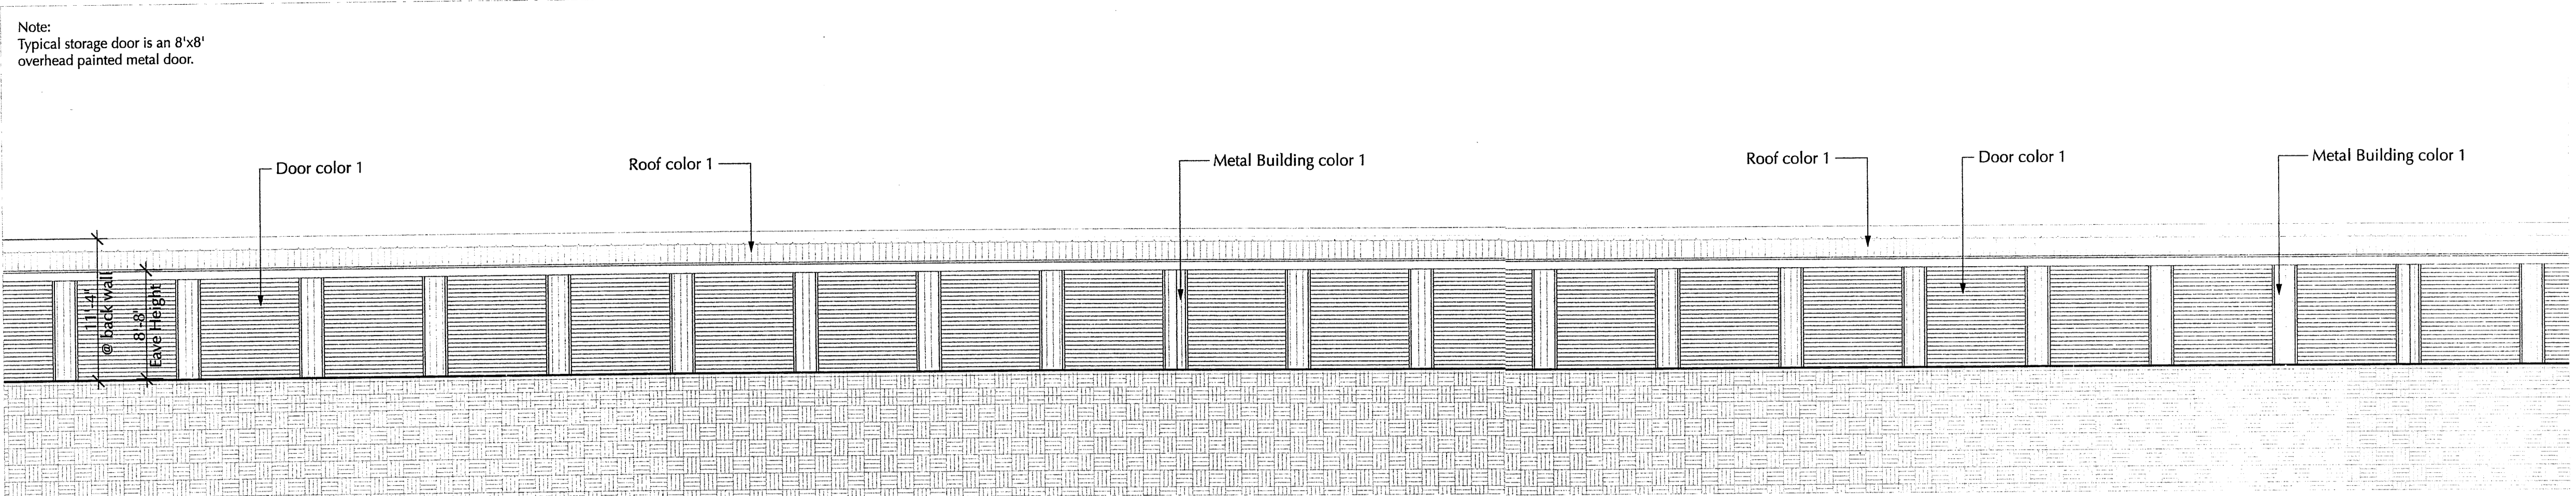 Note:
Typical storage door is an 8'x8'
overhead painted metal door.
Door color 1
Roof color 1
Metal Building color 1
Roof color 1
Door color 1
Metal Building color 1
11'-4"
@ back wall
8'-8"
Eave Height